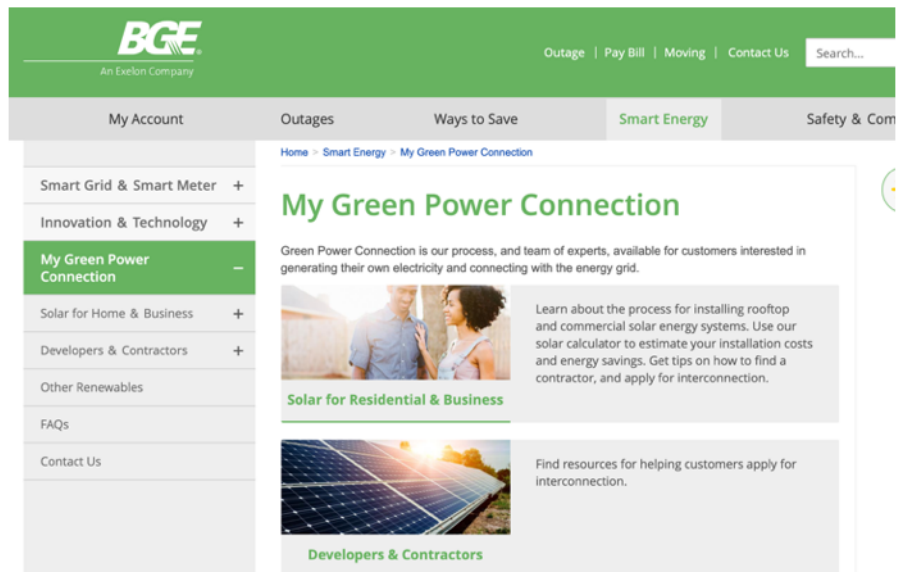 BGE
An Exelon Company
Outage | Pay Bill | Moving | Contact Us
Search...
My Account
Outages
Ways to Save
Smart Energy
Safety & Com
Home > Smart Energy > My Green Power Connection
Smart Grid & Smart Meter +
Innovation & Technology +
My Green Power
Connection
−
Solar for Home & Business +
Developers & Contractors +
Other Renewables
FAQs
Contact Us
My Green Power Connection
Green Power Connection is our process, and team of experts, available for customers interested in
generating their own electricity and connecting with the energy grid.
Solar for Residential & Business
Learn about the process for installing rooftop
and commercial solar energy systems. Use our
solar calculator to estimate your installation costs
and energy savings. Get tips on how to find a
contractor, and apply for interconnection.
Developers & Contractors
Find resources for helping customers apply for
interconnection.